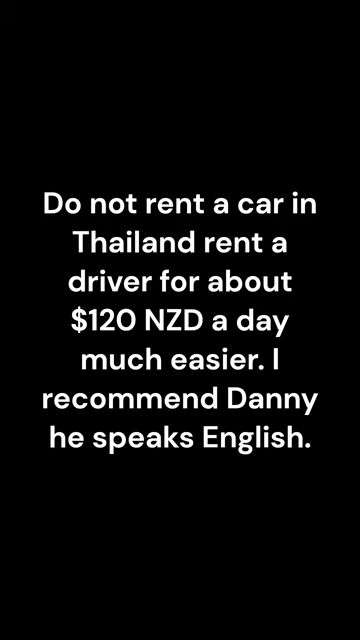 Do not rent a car in
Thailand rent a
driver for about
$120 NZD a day
much easier. I
recommend Danny
he speaks English.